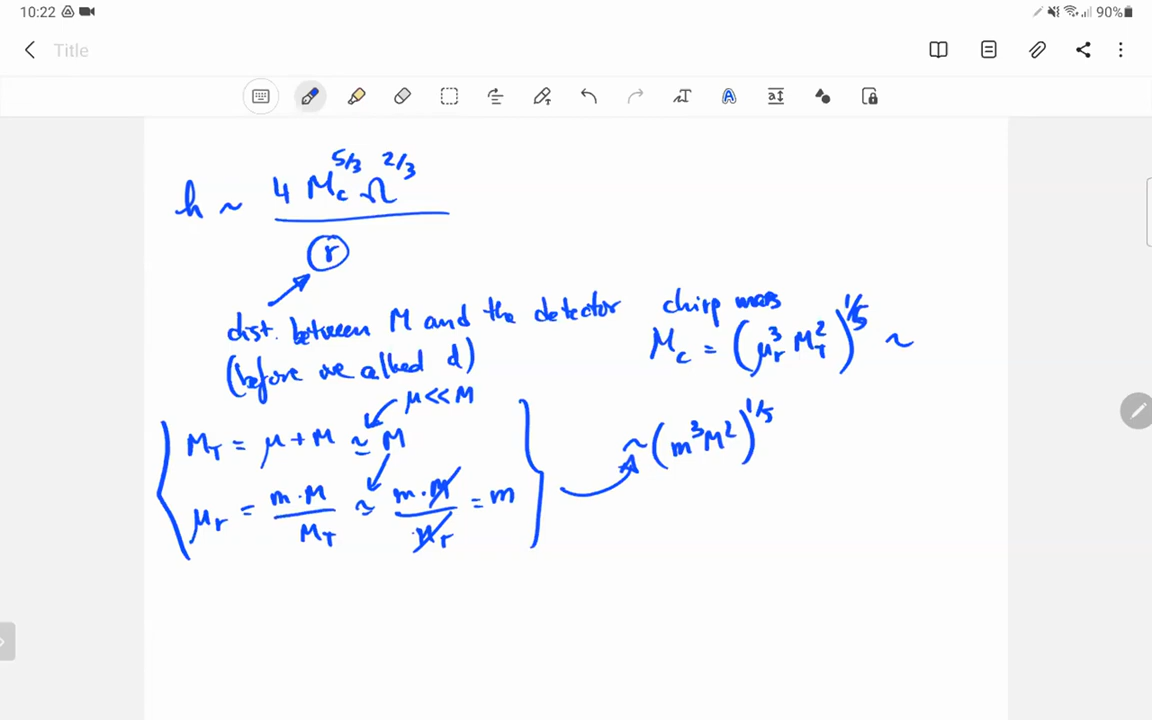 10:22
90%
Title
h ~ 4 M_c^{5/3} Ω^{2/3} / r
dist. between M and the detector
(before we called d)
chirp mass
M_c = (μ_r^3 M_T^2)^{1/5} ~
μ << M
M_T = μ + M ≃ M
~ (m^3 M^2)^{1/5}
μ_r = m · M / M_T ≃ m · M / M_T = m